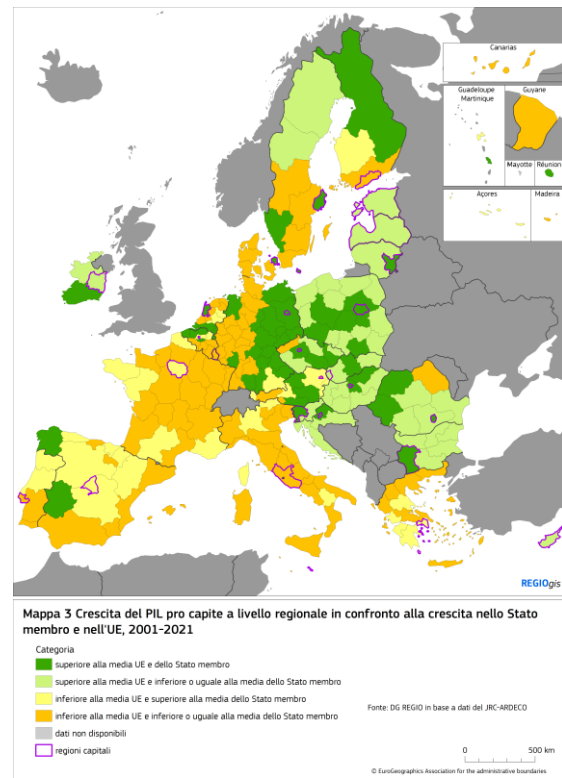 Canarias
Guadeloupe
Martinique
Guyane
Mayotte
Réunion
Açores
Madeira
REGIOgis
Mappa 3 Crescita del PIL pro capite a livello regionale in confronto alla crescita nello Stato
membro e nell'UE, 2001-2021
Categoria
superiore alla media UE e dello Stato membro
superiore alla media UE e inferiore o uguale alla media dello Stato membro
inferiore alla media UE e superiore alla media dello Stato membro
inferiore alla media UE e inferiore o uguale alla media dello Stato membro
dati non disponibili
regioni capitali
Fonte: DG REGIO in base a dati del JRC-ARDECO
0 500 km
© EuroGeographics Association for the administrative boundaries